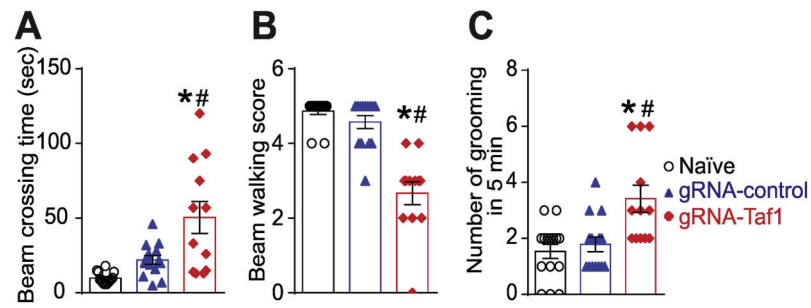 A
Beam crossing time (sec)
150
100
50
0
*#
B
Beam walking score
6
4
2
0
*#
C
Number of grooming
in 5 min
8
6
4
2
0
*#
Naïve
gRNA-control
gRNA-Taf1